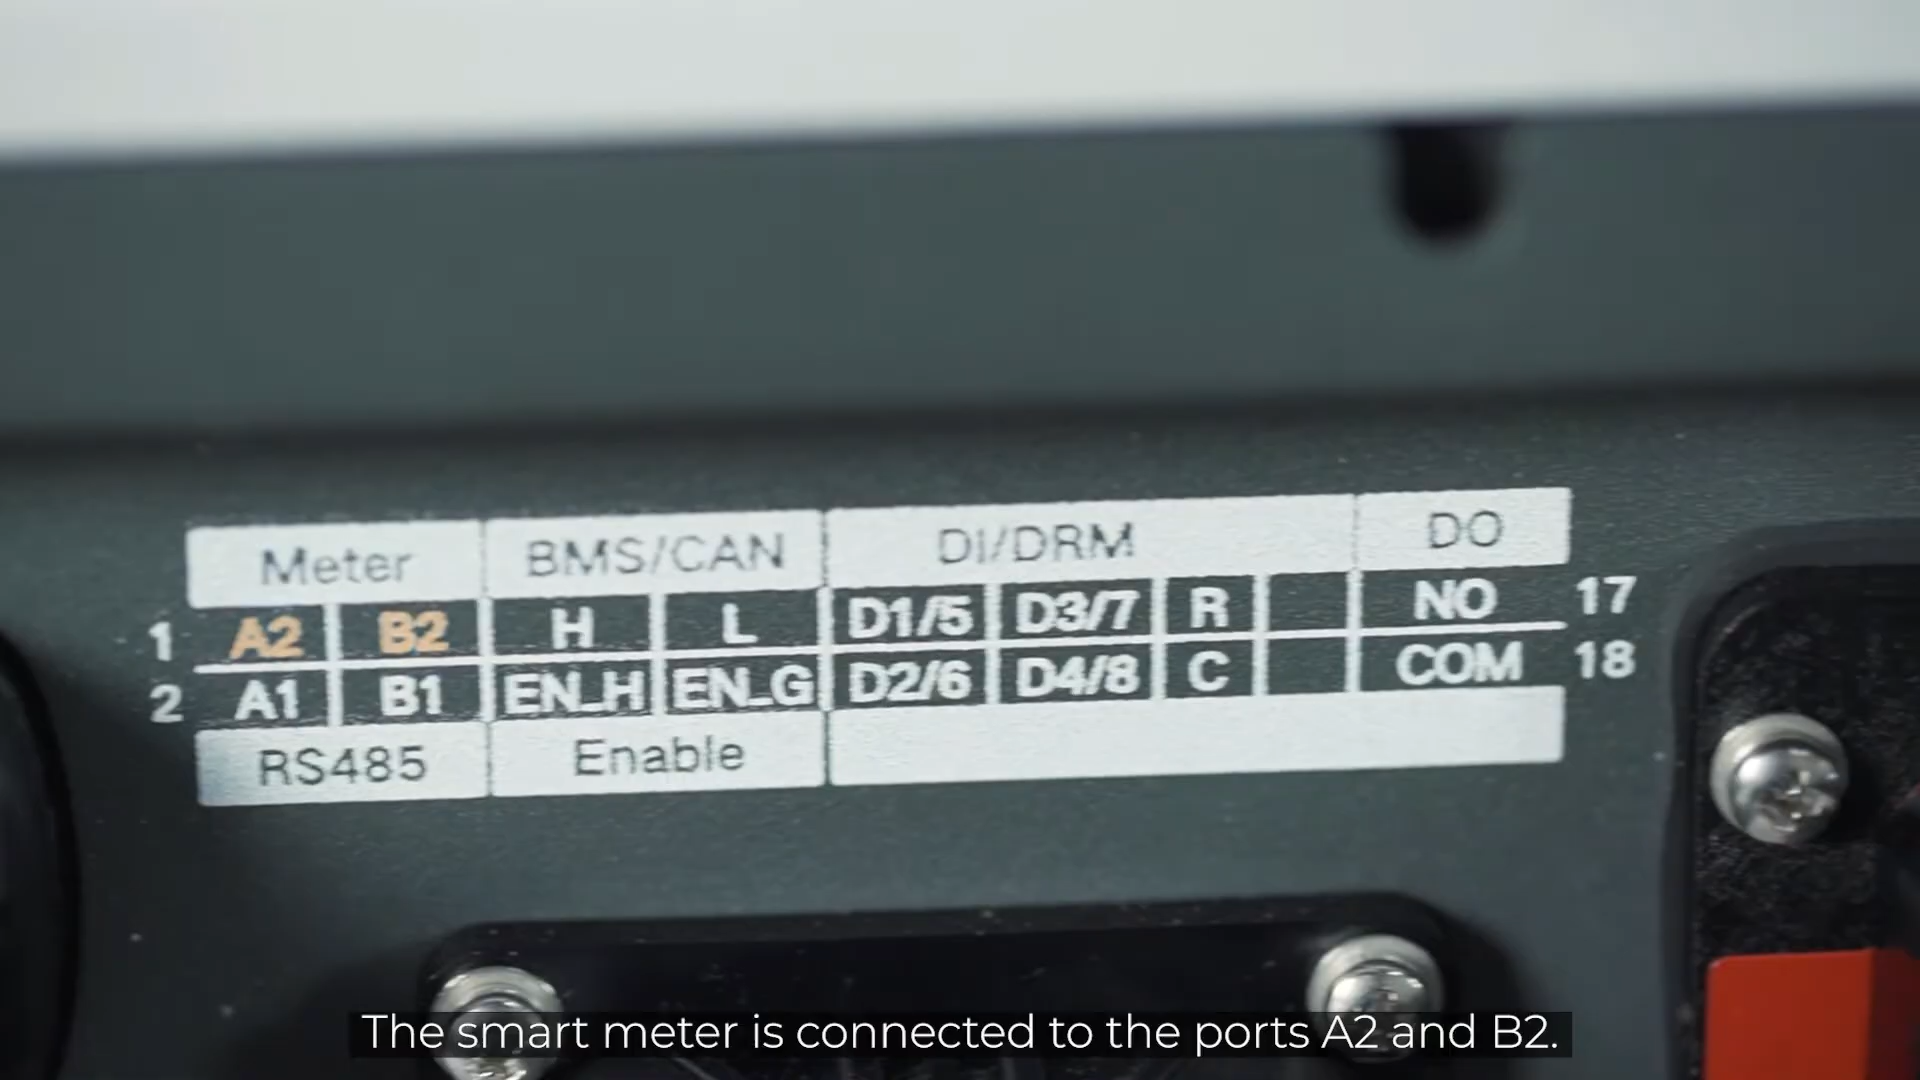 Meter BMS/CAN DI/DRM DO
1 A2 B2 H L D1/5 D3/7 R NO 17
2 A1 B1 EN_H EN_G D2/6 D4/8 C COM 18
RS485 Enable
The smart meter is connected to the ports A2 and B2.